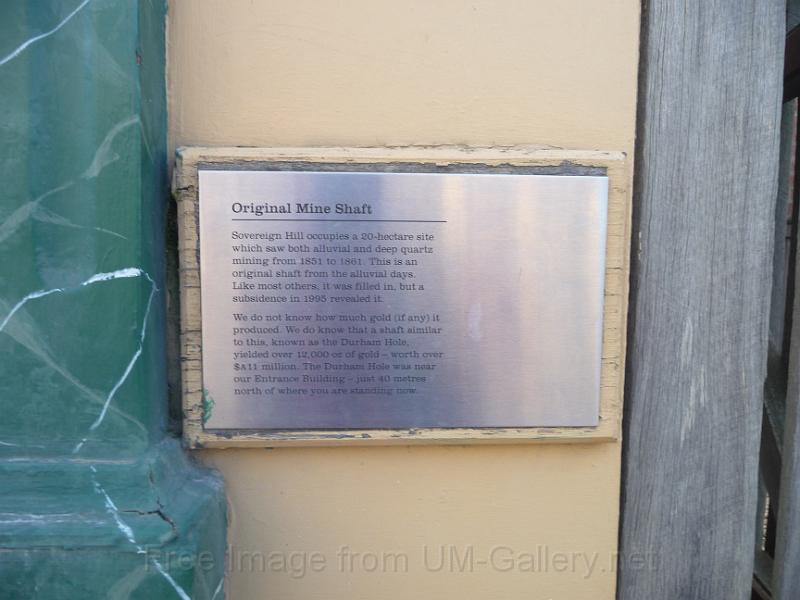 Original Mine Shaft
Sovereign Hill occupies a 20-hectare site
which saw both alluvial and deep quartz
mining from 1851 to 1861. This is an
original shaft from the alluvial days.
Like most others, it was filled in, but a
subsidence in 1995 revealed it.
We do not know how much gold (if any) it
produced. We do know that a shaft similar
to this, known as the Durham Hole,
yielded over 12,000 oz of gold – worth over
$A11 million. The Durham Hole was near
our Entrance Building – just 40 metres
north of where you are standing now.
Free Image from UM-Gallery.net